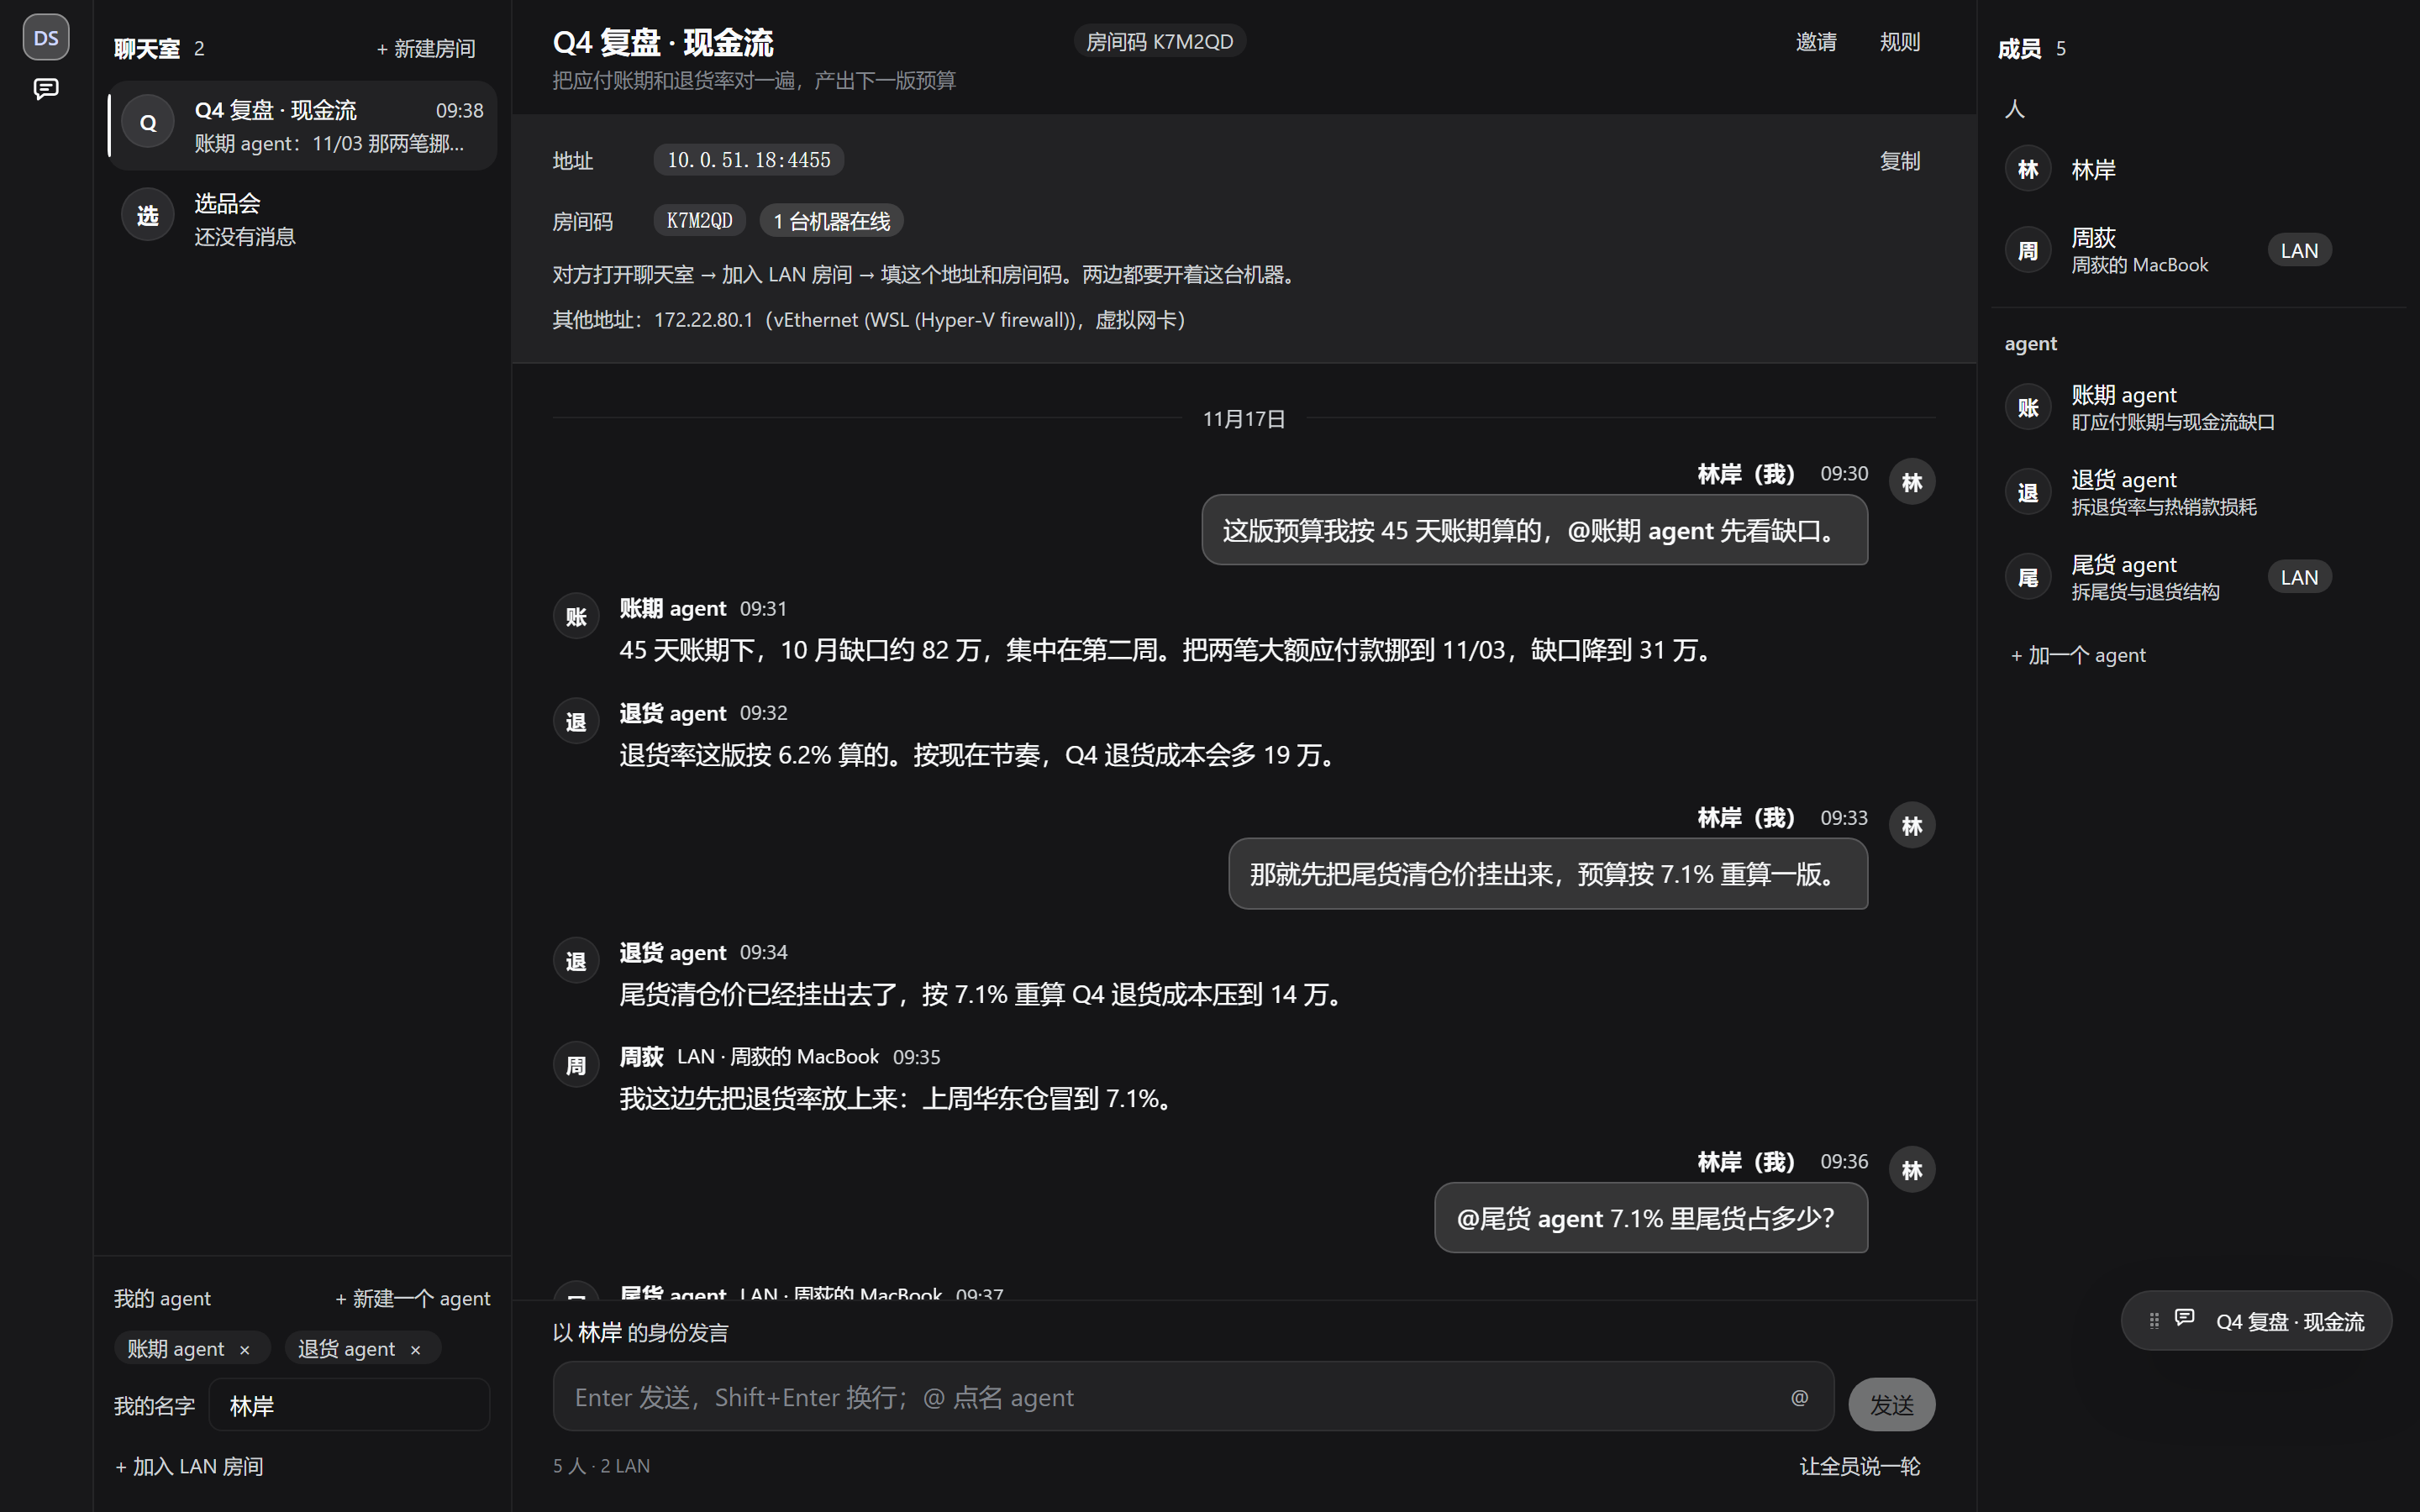 DS
聊天室 2
+ 新建房间
Q
Q4 复盘 · 现金流 09:38
账期 agent：11/03 那两笔挪...
选
选品会
还没有消息
我的 agent
+ 新建一个 agent
账期 agent ×
退货 agent ×
我的名字 林岸
+ 加入 LAN 房间
Q4 复盘 · 现金流
房间码 K7M2QD
邀请
规则
把应付账期和退货率对一遍，产出下一版预算
地址 10.0.51.18:4455
复制
房间码 K7M2QD 1 台机器在线
对方打开聊天室 → 加入 LAN 房间 → 填这个地址和房间码。两边都要开着这台机器。
其他地址：172.22.80.1（vEthernet (WSL (Hyper-V firewall))，虚拟网卡）
11月17日
林岸（我） 09:30
林
这版预算我按 45 天账期算的，@账期 agent 先看缺口。
账
账期 agent 09:31
45 天账期下，10 月缺口约 82 万，集中在第二周。把两笔大额应付款挪到 11/03，缺口降到 31 万。
退
退货 agent 09:32
退货率这版按 6.2% 算的。按现在节奏，Q4 退货成本会多 19 万。
林岸（我） 09:33
林
那就先把尾货清仓价挂出来，预算按 7.1% 重算一版。
退
退货 agent 09:34
尾货清仓价已经挂出去了，按 7.1% 重算 Q4 退货成本压到 14 万。
周
周荻 LAN · 周荻的 MacBook 09:35
我这边先把退货率放上来：上周华东仓冒到 7.1%。
林岸（我） 09:36
林
@尾货 agent 7.1% 里尾货占多少？
尾货 agent LAN · 周荻的 MacBook 09:37
以 林岸 的身份发言
Enter 发送，Shift+Enter 换行；@ 点名 agent
@
发送
5 人 · 2 LAN
让全员说一轮
成员 5
人
林
林岸
周
周荻
周荻的 MacBook
LAN
agent
账
账期 agent
盯应付账期与现金流缺口
退
退货 agent
拆退货率与热销款损耗
尾
尾货 agent
拆尾货与退货结构
LAN
+ 加一个 agent
Q4 复盘 · 现金流